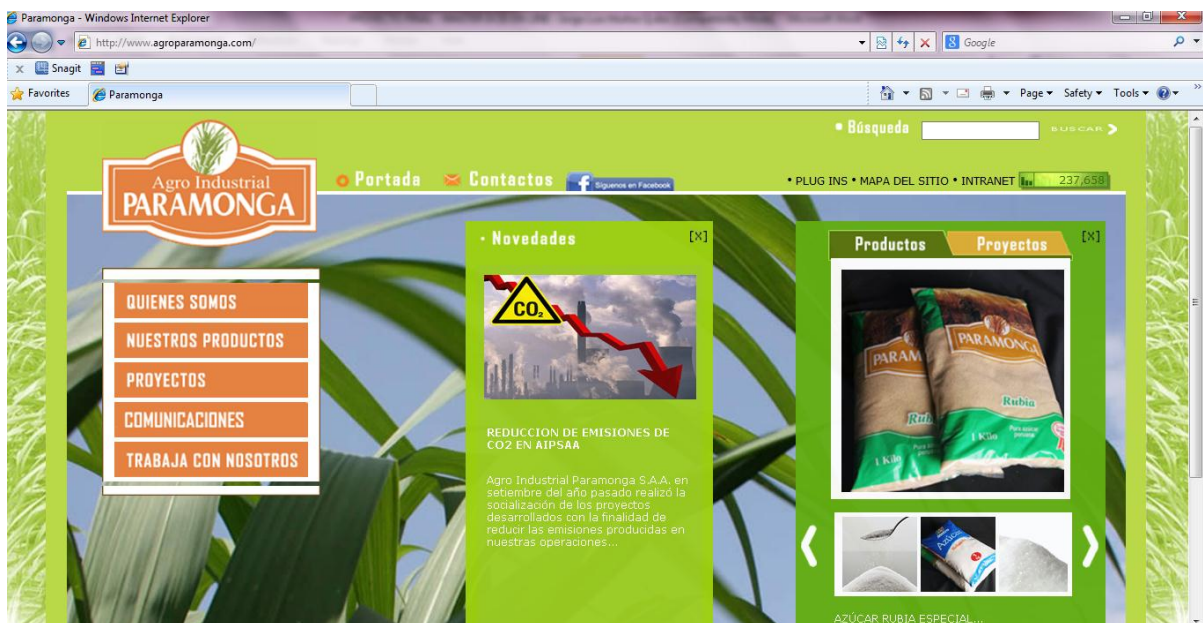 Paramonga - Windows Internet Explorer
http://www.agroparamonga.com/
Google
x Snagit
Favorites
Paramonga
Page
Safety
Tools
Búsqueda
BUSCAR
Agro Industrial
PARAMONGA
Portada
Contactos
Síguenos en Facebook
• PLUG INS • MAPA DEL SITIO • INTRANET
237,658
QUIENES SOMOS
NUESTROS PRODUCTOS
PROYECTOS
COMUNICACIONES
TRABAJA CON NOSOTROS
• Novedades
[X]
CO2
REDUCCION DE EMISIONES DE
CO2 EN AIPSAA
Agro Industrial Paramonga S.A.A. en
setiembre del año pasado realizó la
socialización de los proyectos
desarrollados con la finalidad de
reducir las emisiones producidas en
nuestras operaciones...
Productos
Proyectos
[X]
PARAM
PARAMONGA
Rubia
Rubia
1 Kilo
1 Kilo
Azúcar
AZÚCAR RUBIA ESPECIAL...